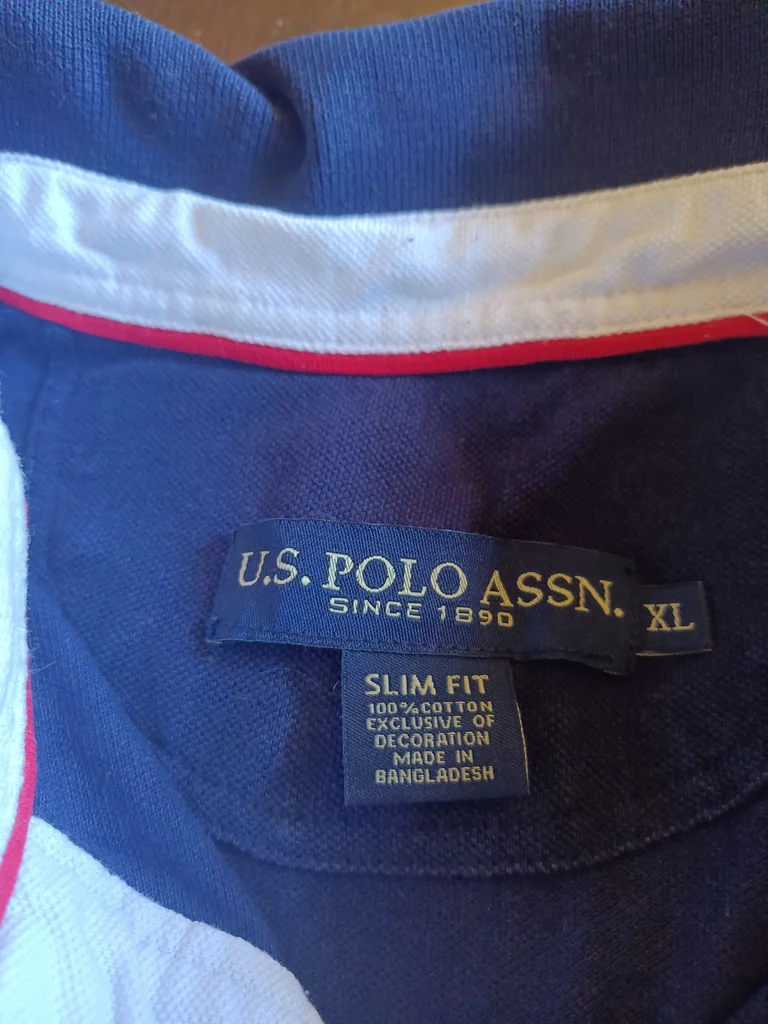 U.S. POLO ASSN.
SINCE 1890
XL
SLIM FIT
100%COTTON
EXCLUSIVE OF
DECORATION
MADE IN
BANGLADESH